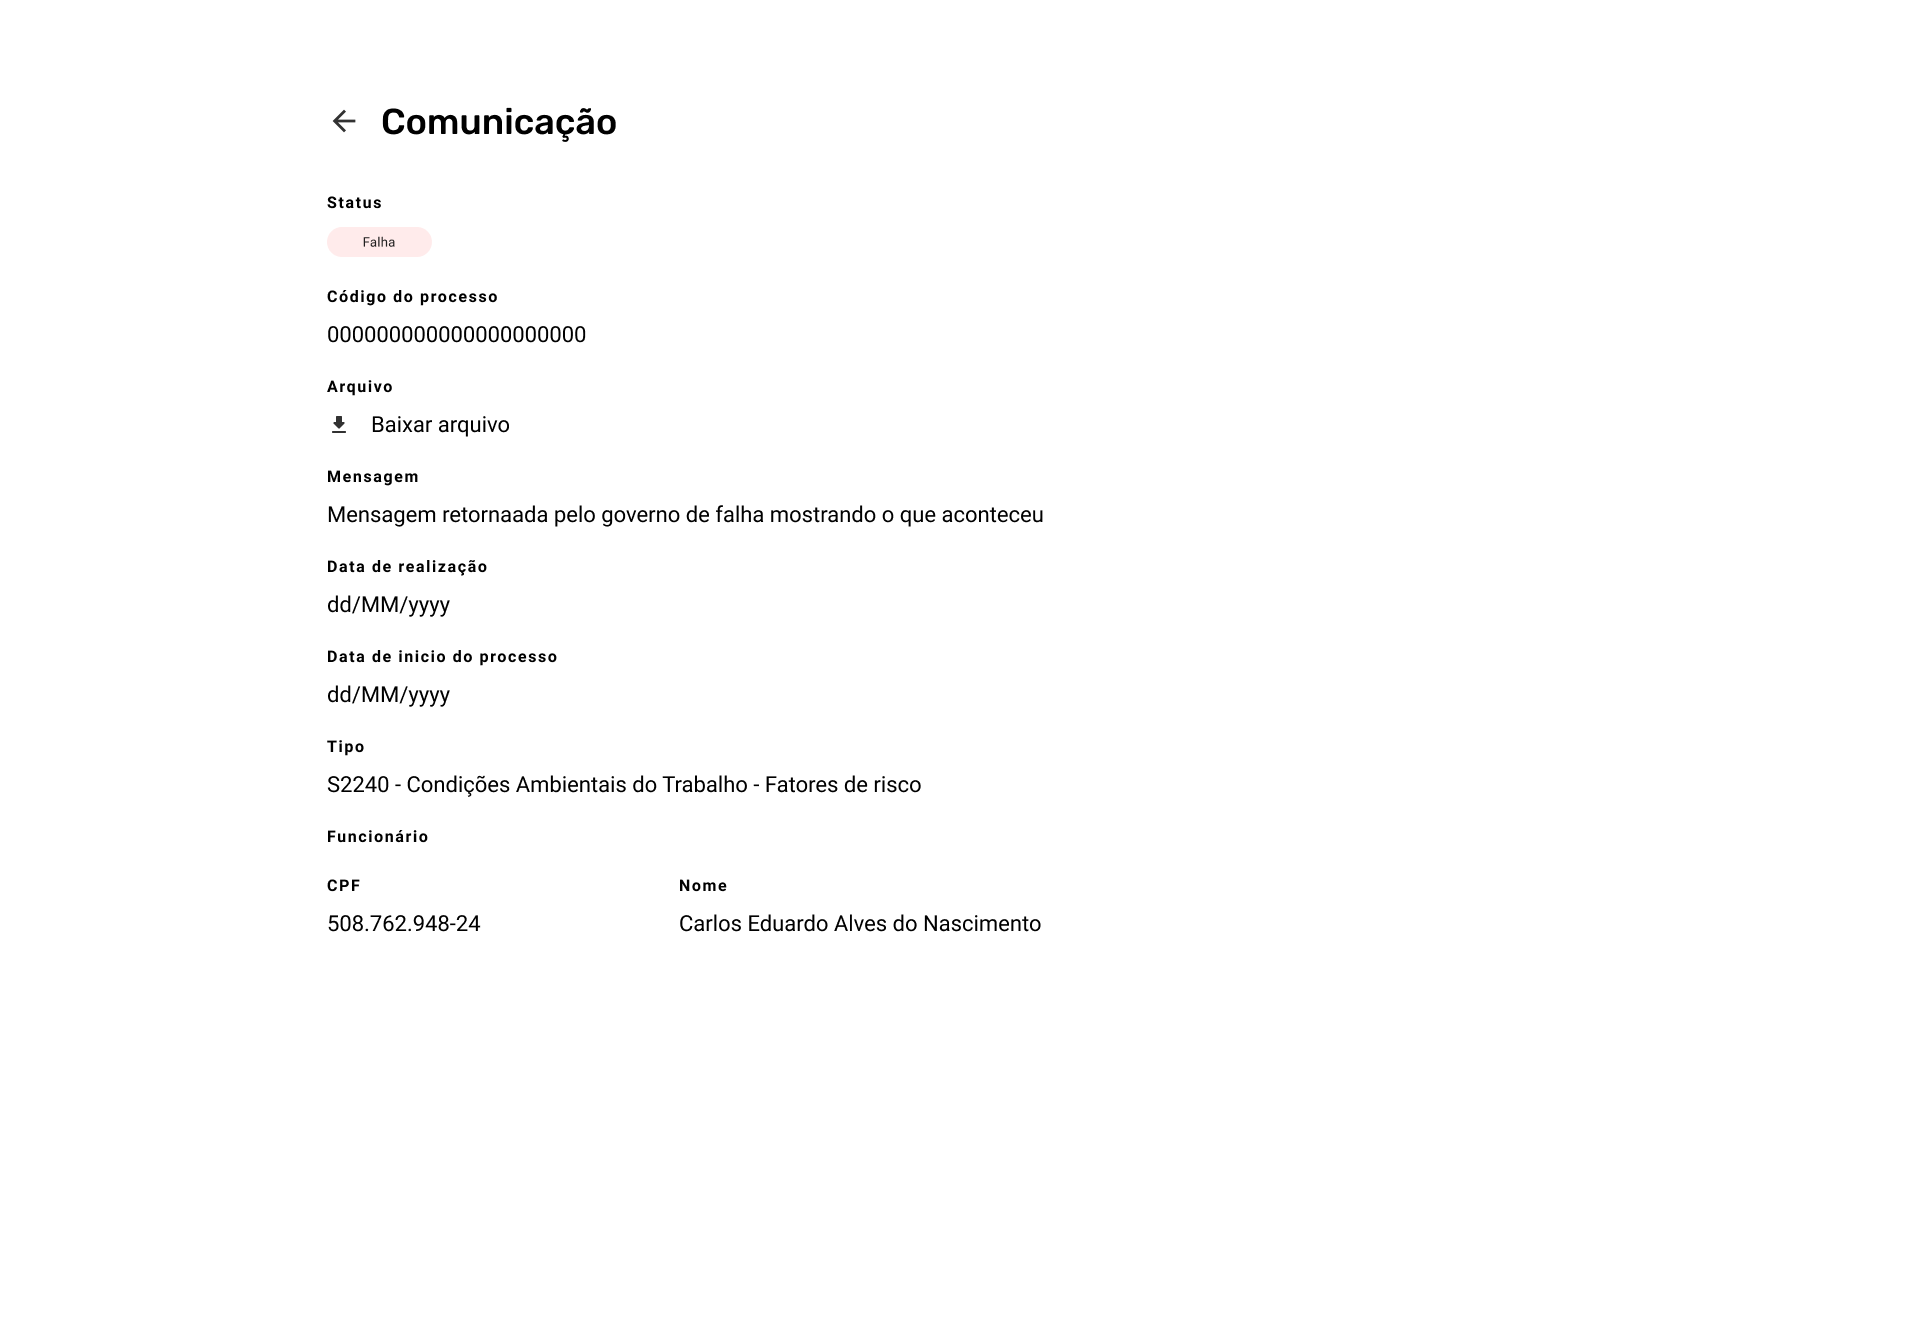 Comunicação
Status
Falha
Código do processo
000000000000000000000
Arquivo
Baixar arquivo
Mensagem
Mensagem retornaada pelo governo de falha mostrando o que aconteceu
Data de realização
dd/MM/yyyy
Data de inicio do processo
dd/MM/yyyy
Tipo
S2240 - Condições Ambientais do Trabalho - Fatores de risco
Funcionário
CPF Nome
508.762.948-24 Carlos Eduardo Alves do Nascimento